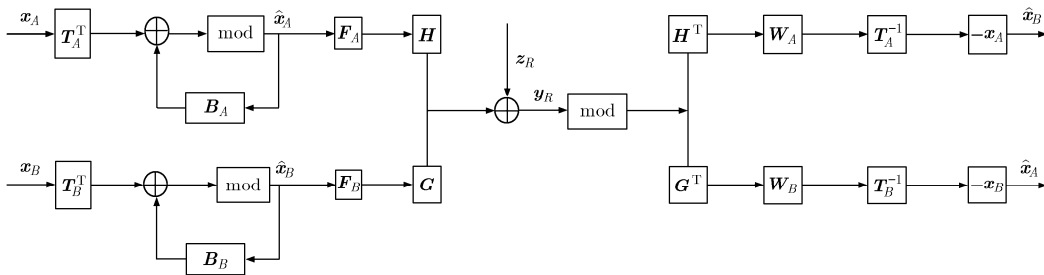 x_A
T_A^T
mod
x̂_A
F_A
H
B_A
z_R
y_R
mod
H^T
W_A
T_A^{-1}
-x_A
x̂_B
x_B
T_B^T
mod
x̂_B
F_B
G
B_B
G^T
W_B
T_B^{-1}
-x_B
x̂_A